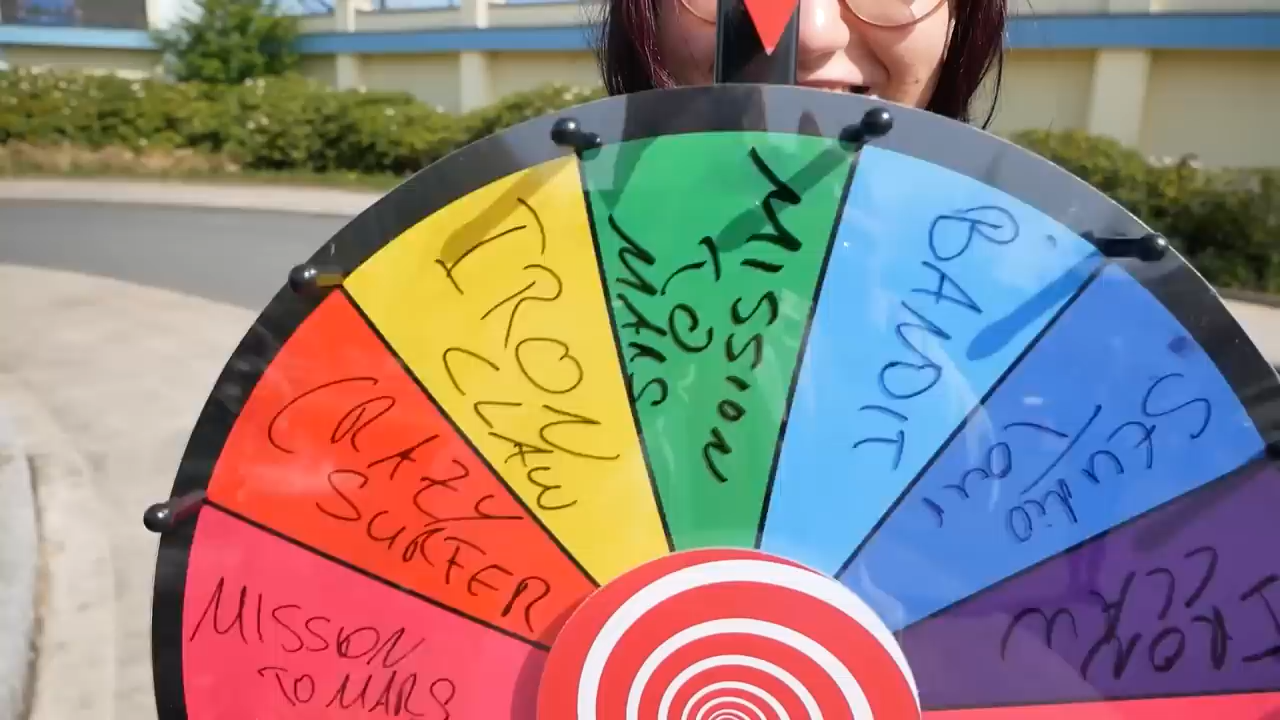 MISSION
TO MARS
CRAZY
SURFER
IRON
CLAW
MISSION
TO
MARS
BANDIT
Studio
Tour
IRON
CLAW